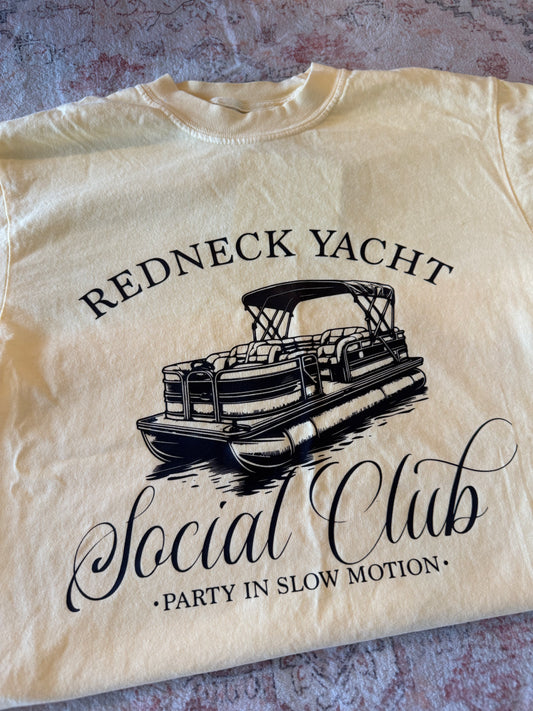 REDNECK YACHT
Social Club
·PARTY IN SLOW MOTION·